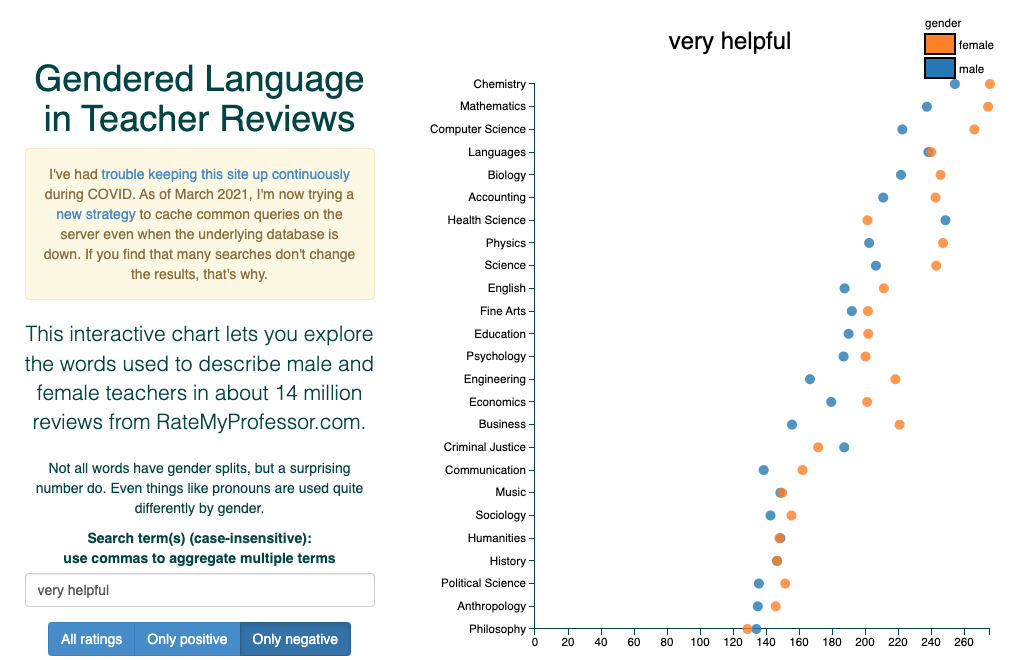 Gendered Language
in Teacher Reviews
I've had trouble keeping this site up continuously
during COVID. As of March 2021, I'm now trying a
new strategy to cache common queries on the
server even when the underlying database is
down. If you find that many searches don't change
the results, that's why.
This interactive chart lets you explore
the words used to describe male and
female teachers in about 14 million
reviews from RateMyProfessor.com.
Not all words have gender splits, but a surprising
number do. Even things like pronouns are used quite
differently by gender.
Search term(s) (case-insensitive):
use commas to aggregate multiple terms
very helpful
All ratings Only positive Only negative
very helpful
gender
female
male
Chemistry
Mathematics
Computer Science
Languages
Biology
Accounting
Health Science
Physics
Science
English
Fine Arts
Education
Psychology
Engineering
Economics
Business
Criminal Justice
Communication
Music
Sociology
Humanities
History
Political Science
Anthropology
Philosophy
0 20 40 60 80 100 120 140 160 180 200 220 240 260